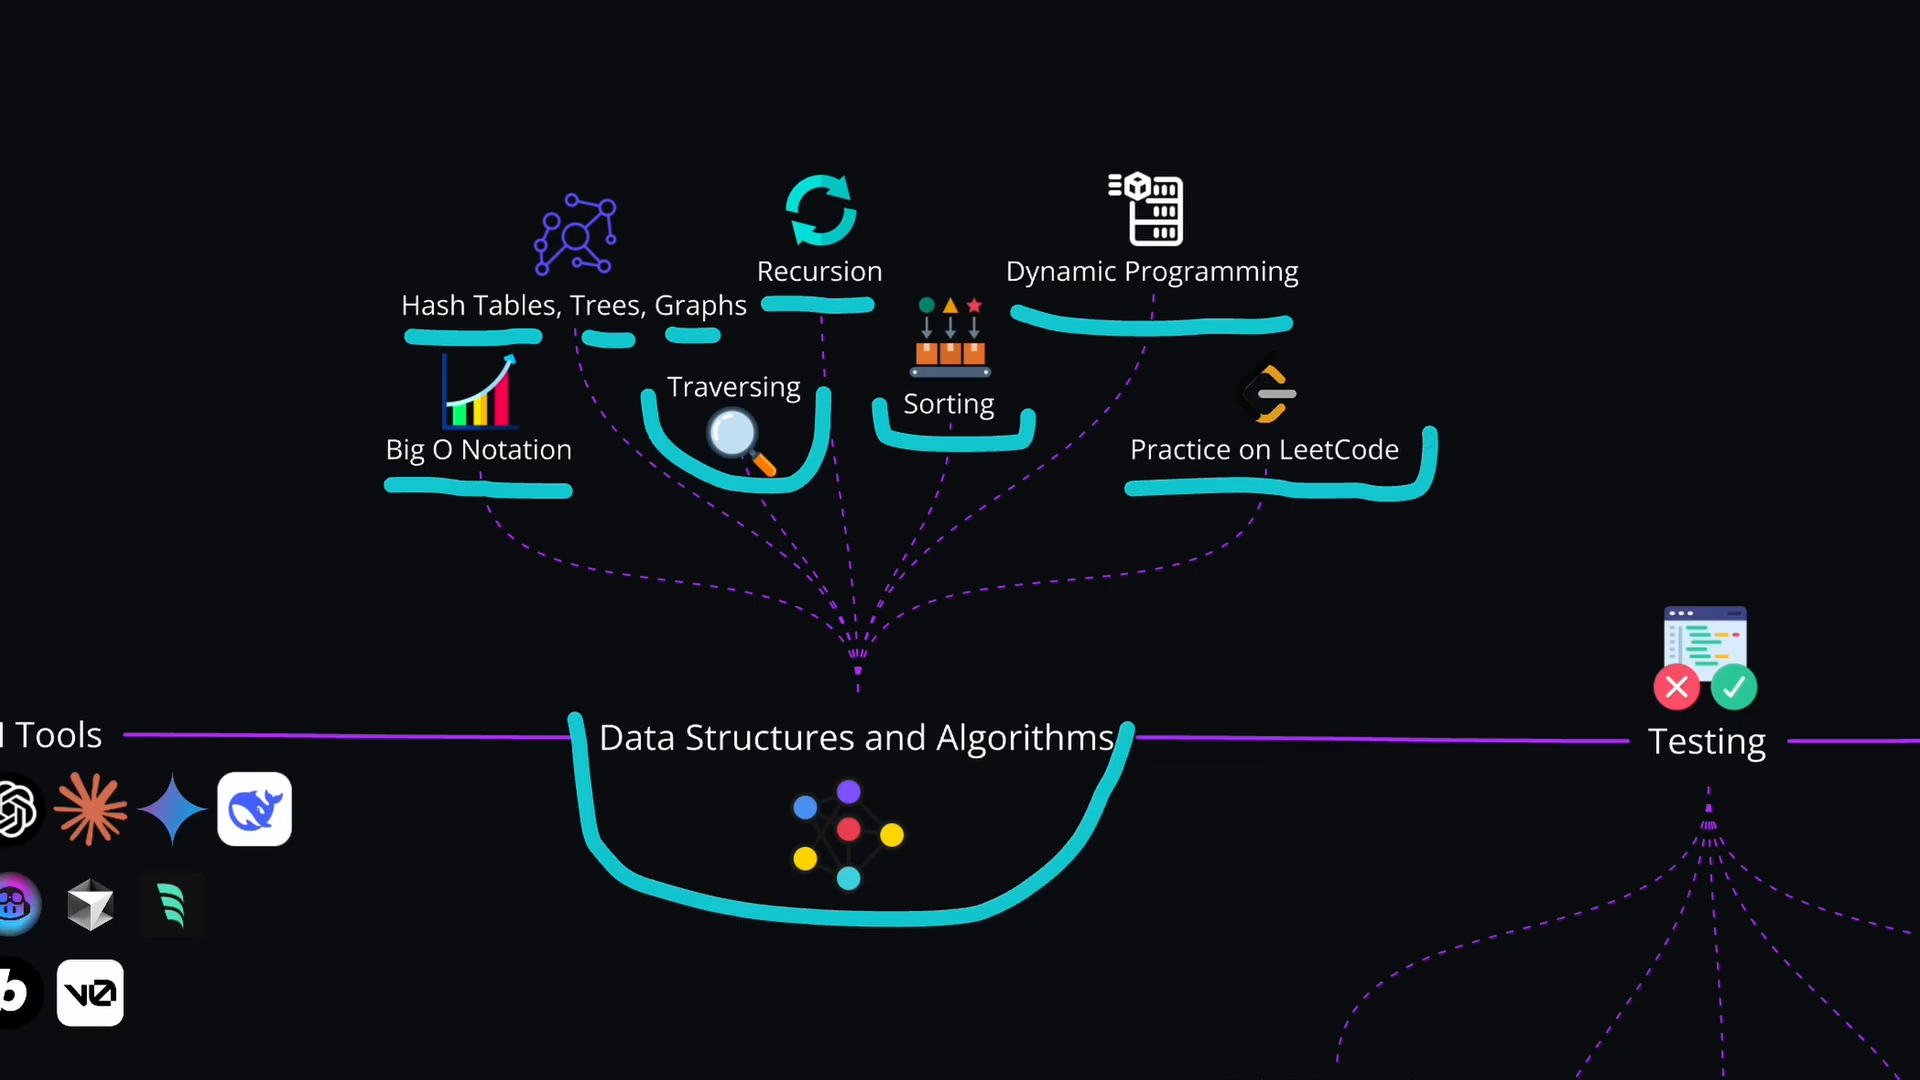 Recursion
Dynamic Programming
Hash Tables, Trees, Graphs
Traversing
Sorting
Big O Notation
Practice on LeetCode
Data Structures and Algorithms
Tools
Testing
b
v0